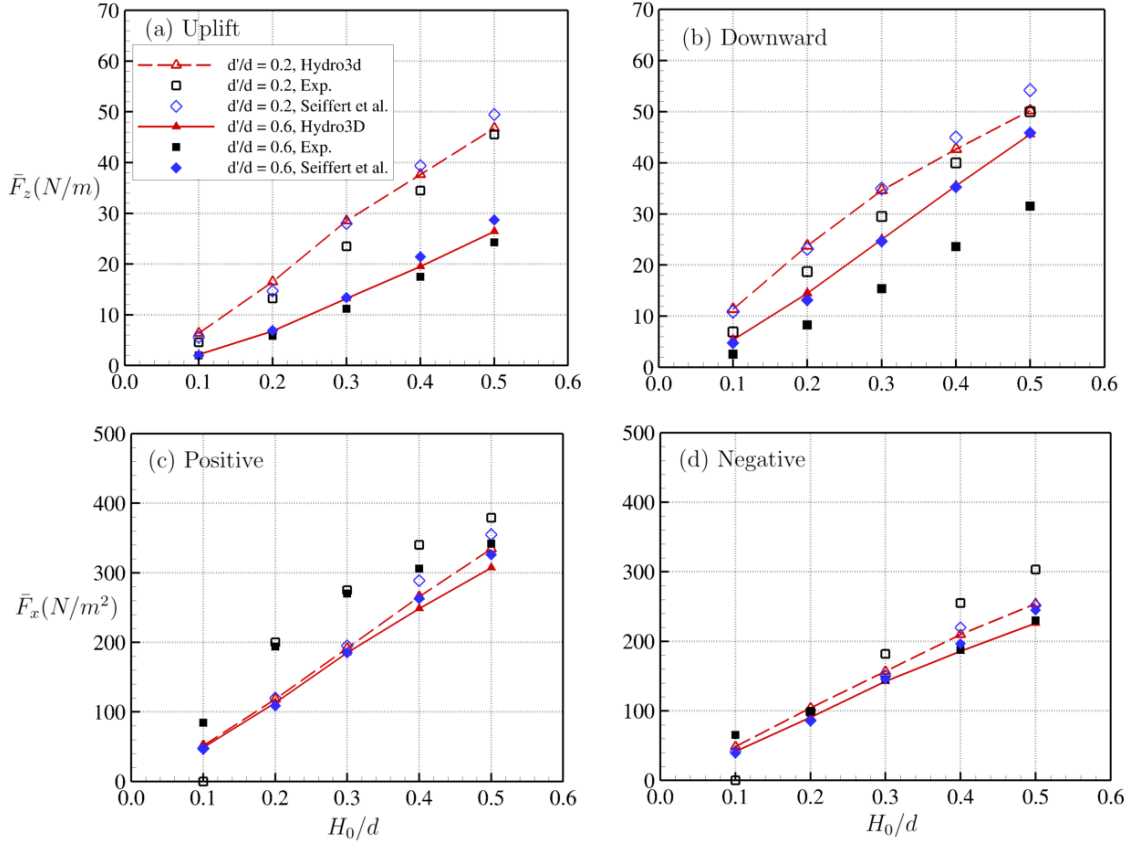 (a) Uplift
d'/d = 0.2, Hydro3d
d'/d = 0.2, Exp.
d'/d = 0.2, Seiffert et al.
d'/d = 0.6, Hydro3D
d'/d = 0.6, Exp.
d'/d = 0.6, Seiffert et al.
F̄_z(N/m)
70
60
50
40
30
20
10
0
0.0 0.1 0.2 0.3 0.4 0.5 0.6
(b) Downward
70
60
50
40
30
20
10
0
0.0 0.1 0.2 0.3 0.4 0.5 0.6
(c) Positive
F̄_x(N/m²)
500
400
300
200
100
0
0.0 0.1 0.2 0.3 0.4 0.5 0.6
H₀/d
(d) Negative
500
400
300
200
100
0
0.0 0.1 0.2 0.3 0.4 0.5 0.6
H₀/d